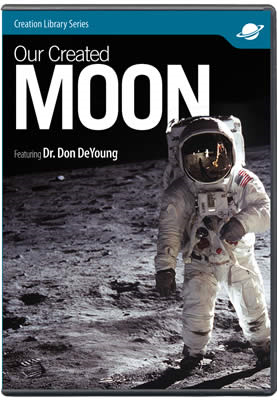 Creation Library Series
Our Created
MOON
Featuring Dr. Don DeYoung